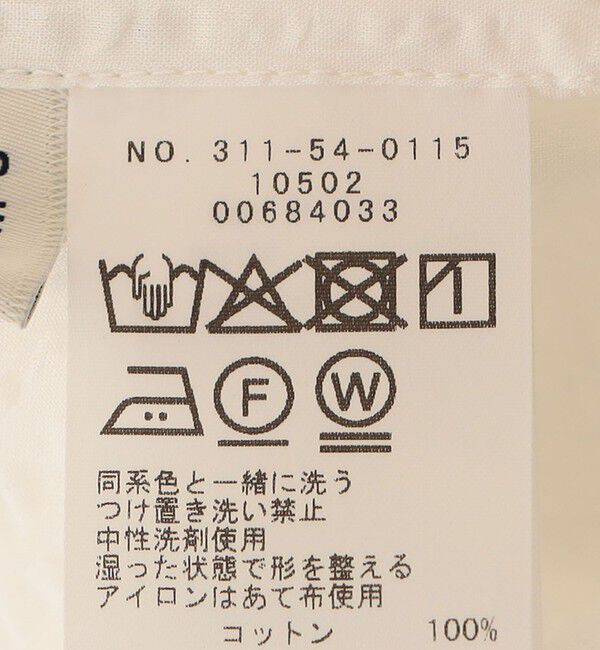 NO. 311-54-0115
10502
00684033
F W
同系色と一緒に洗う
つけ置き洗い禁止
中性洗剤使用
湿った状態で形を整える
アイロンはあて布使用
コットン 100%